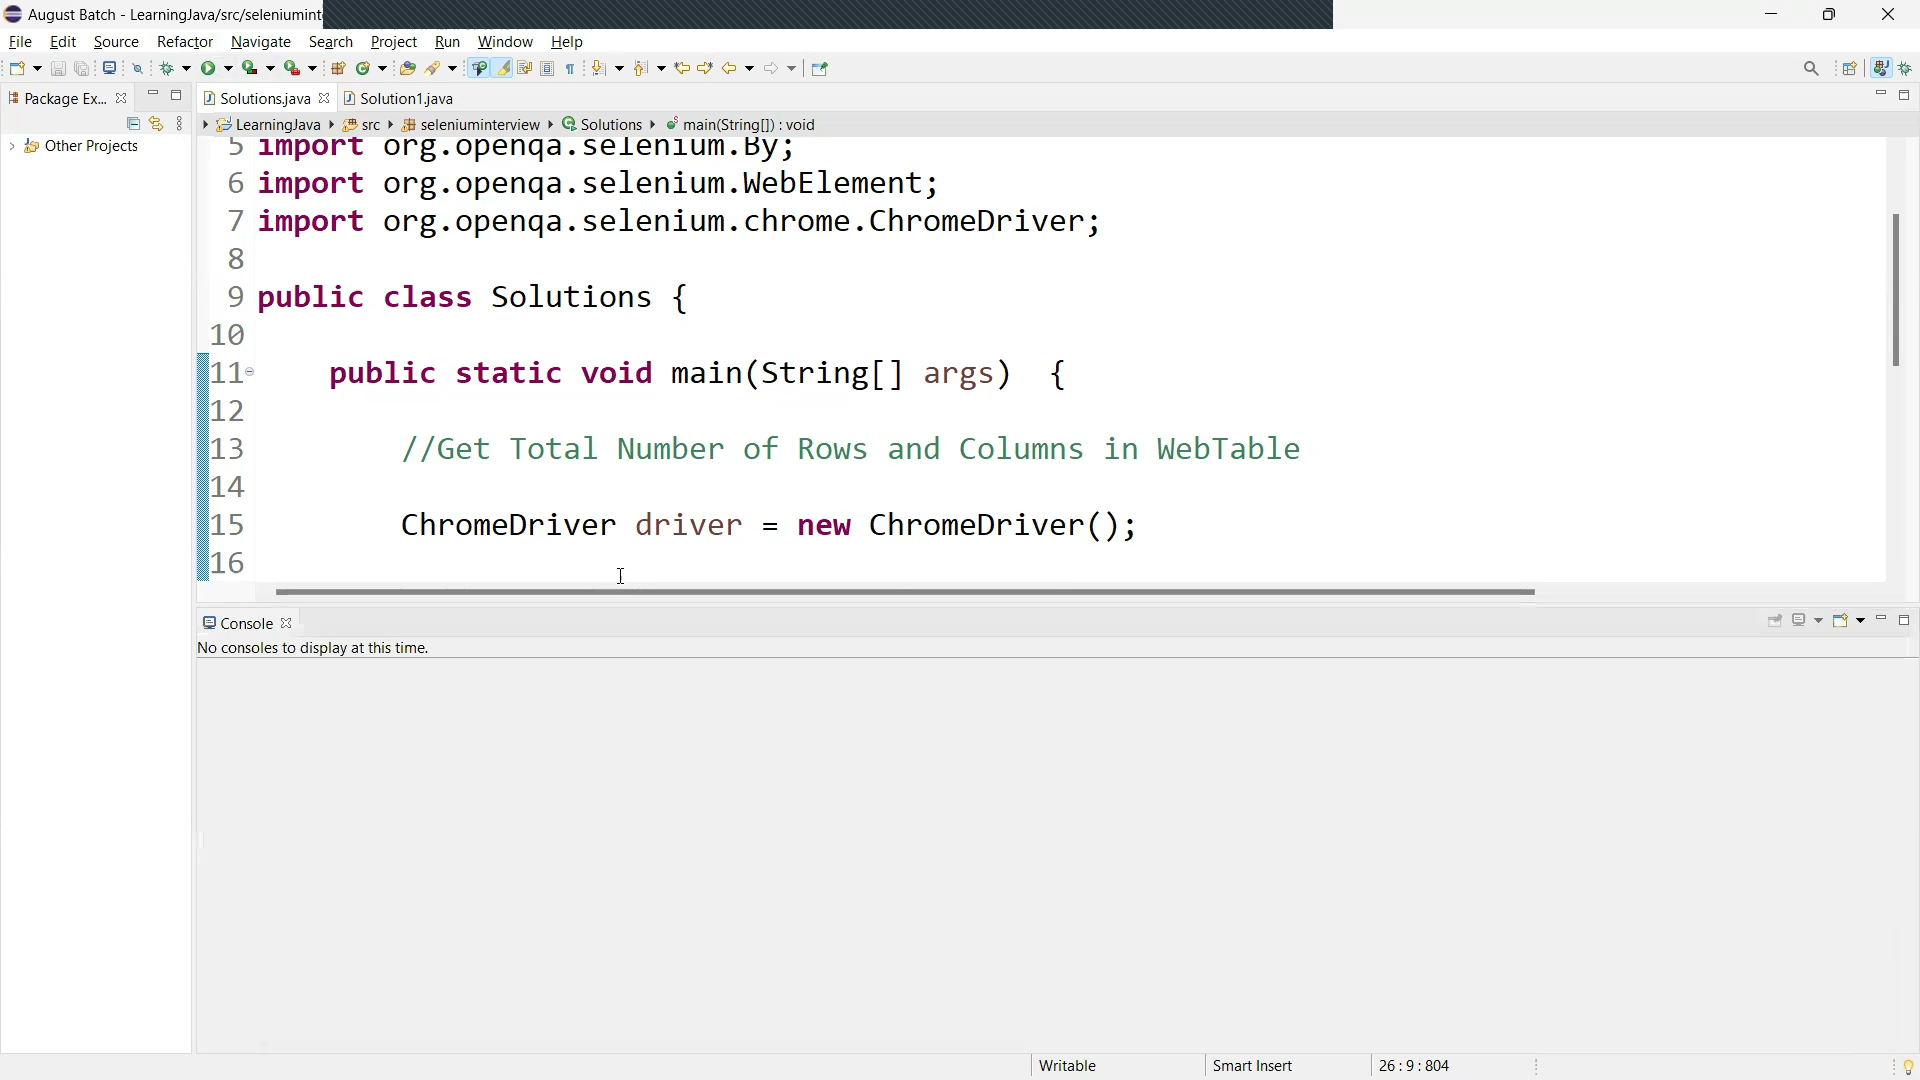 August Batch - LearningJava/src/seleniumint
File Edit Source Refactor Navigate Search Project Run Window Help
Package Ex... Solutions.java Solution1.java
LearningJava src seleniuminterview Solutions main(String[]) : void
Other Projects
5 import org.openqa.selenium.By;
6 import org.openqa.selenium.WebElement;
7 import org.openqa.selenium.chrome.ChromeDriver;
8
9 public class Solutions {
10
11 public static void main(String[] args) {
12
13 //Get Total Number of Rows and Columns in WebTable
14
15 ChromeDriver driver = new ChromeDriver();
16
Console
No consoles to display at this time.
Writable Smart Insert 26 : 9 : 804